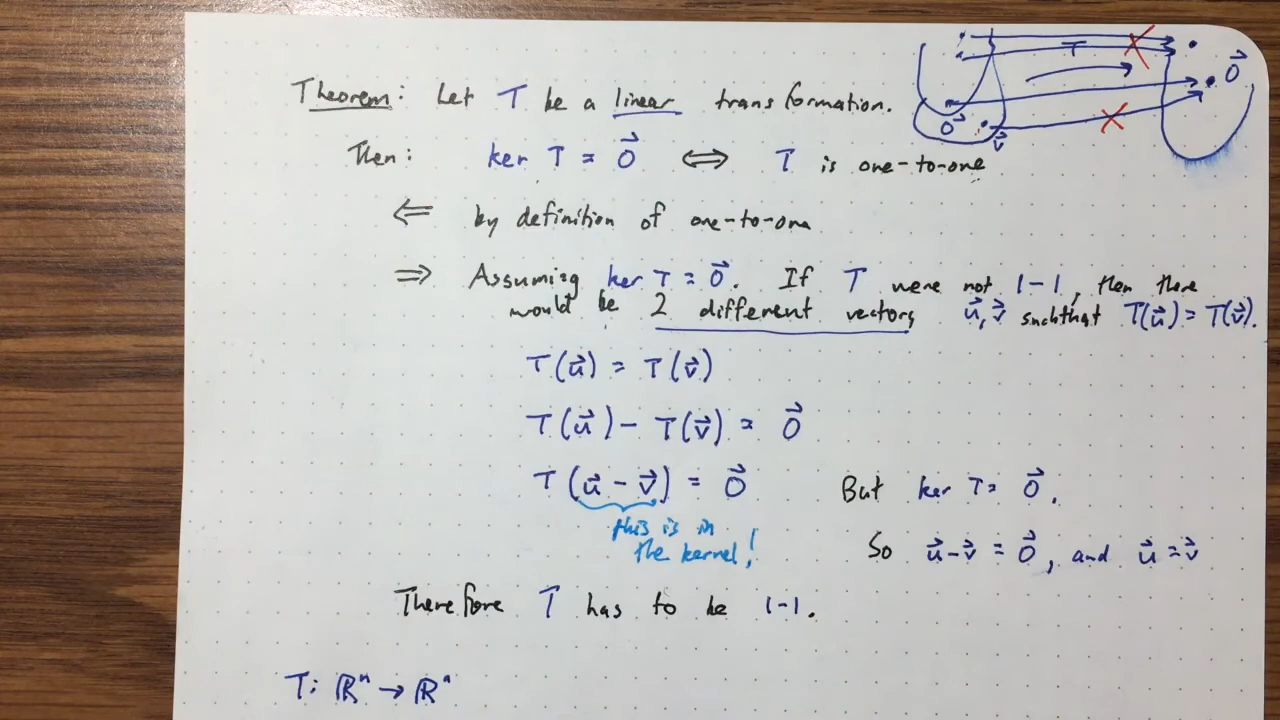 Theorem: Let T be a linear transformation.
Then: ker T = 0⃗ ⟺ T is one-to-one
⟸ by definition of one-to-one
⟹ Assuming ker T = 0⃗. If T were not 1-1, then there
would be 2 different vectors u⃗, v⃗ such that T(u⃗) = T(v⃗).
T(u⃗) = T(v⃗)
T(u⃗) - T(v⃗) = 0⃗
T(u⃗ - v⃗) = 0⃗ But ker T = 0⃗.
this is in
the kernel!
So u⃗-v⃗ = 0⃗, and u⃗ = v⃗
Therefore T has to be 1-1.
T: ℝⁿ → ℝⁿ
T
0⃗
0⃗
v⃗